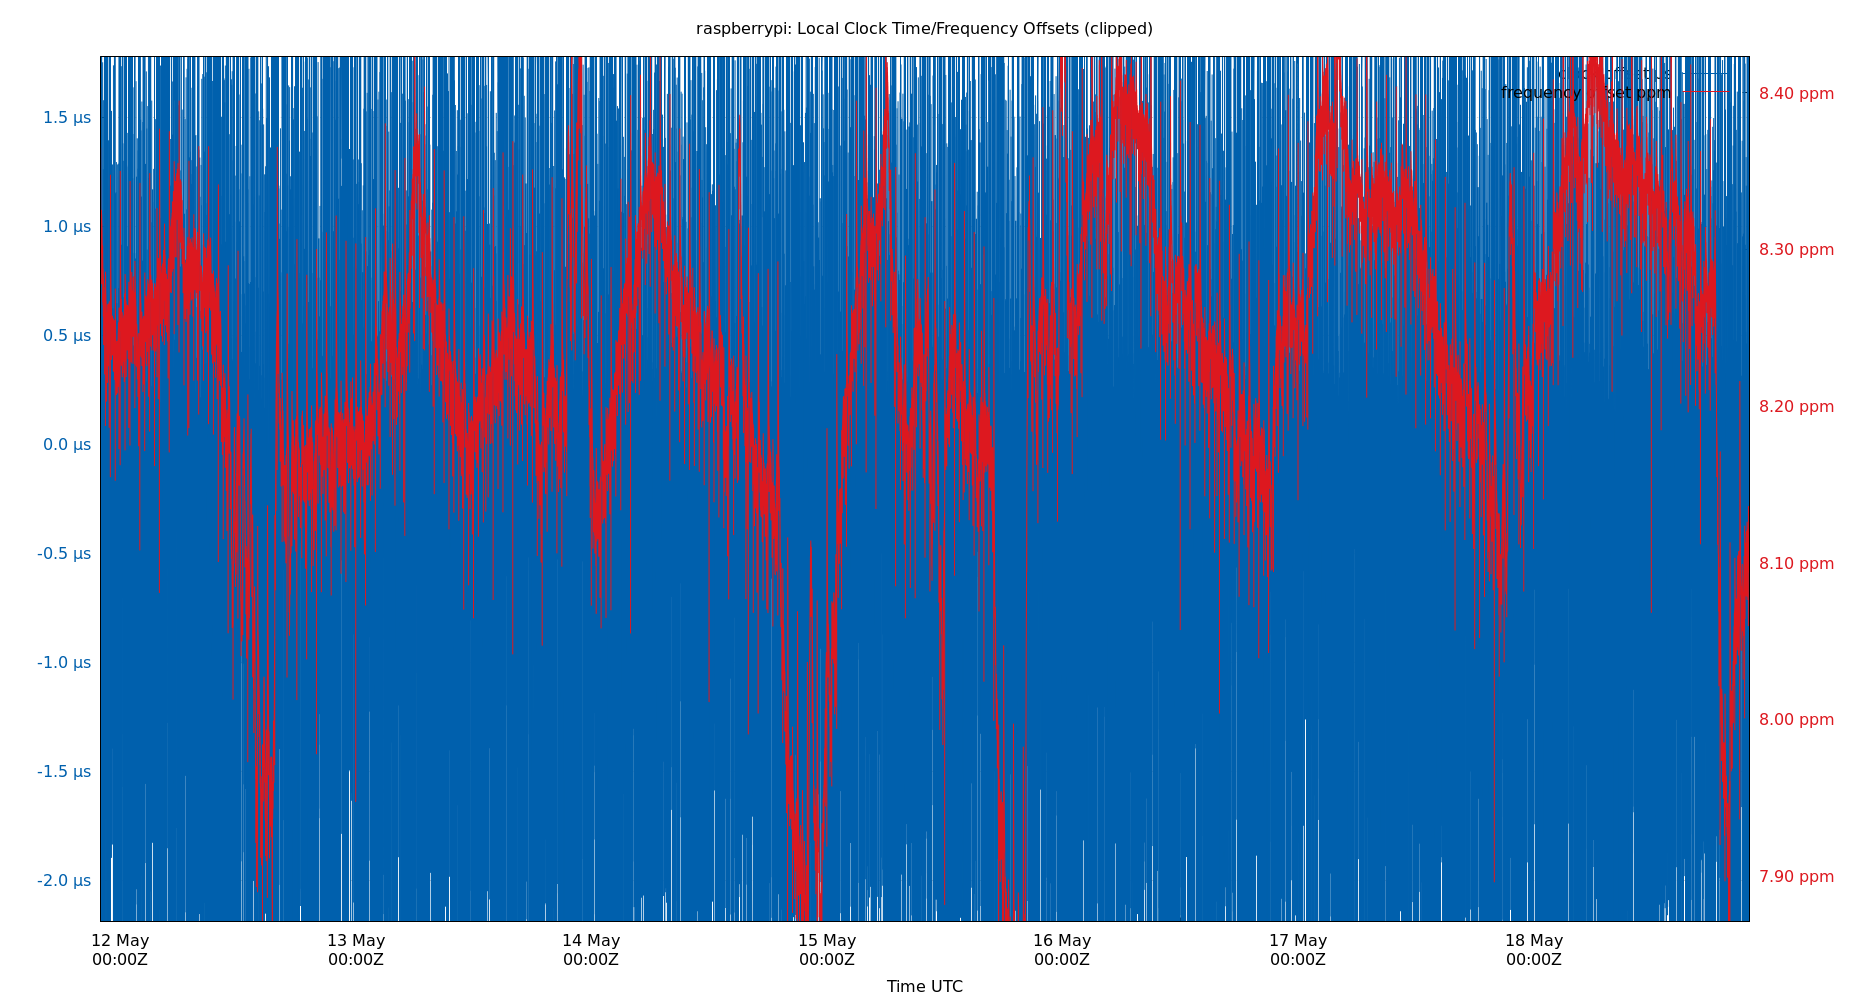 raspberrypi: Local Clock Time/Frequency Offsets (clipped)
frequency offset ppm
1.5 µs
1.0 µs
0.5 µs
0.0 µs
-0.5 µs
-1.0 µs
-1.5 µs
-2.0 µs
8.40 ppm
8.30 ppm
8.20 ppm
8.10 ppm
8.00 ppm
7.90 ppm
12 May
00:00Z
13 May
00:00Z
14 May
00:00Z
15 May
00:00Z
16 May
00:00Z
17 May
00:00Z
18 May
00:00Z
Time UTC